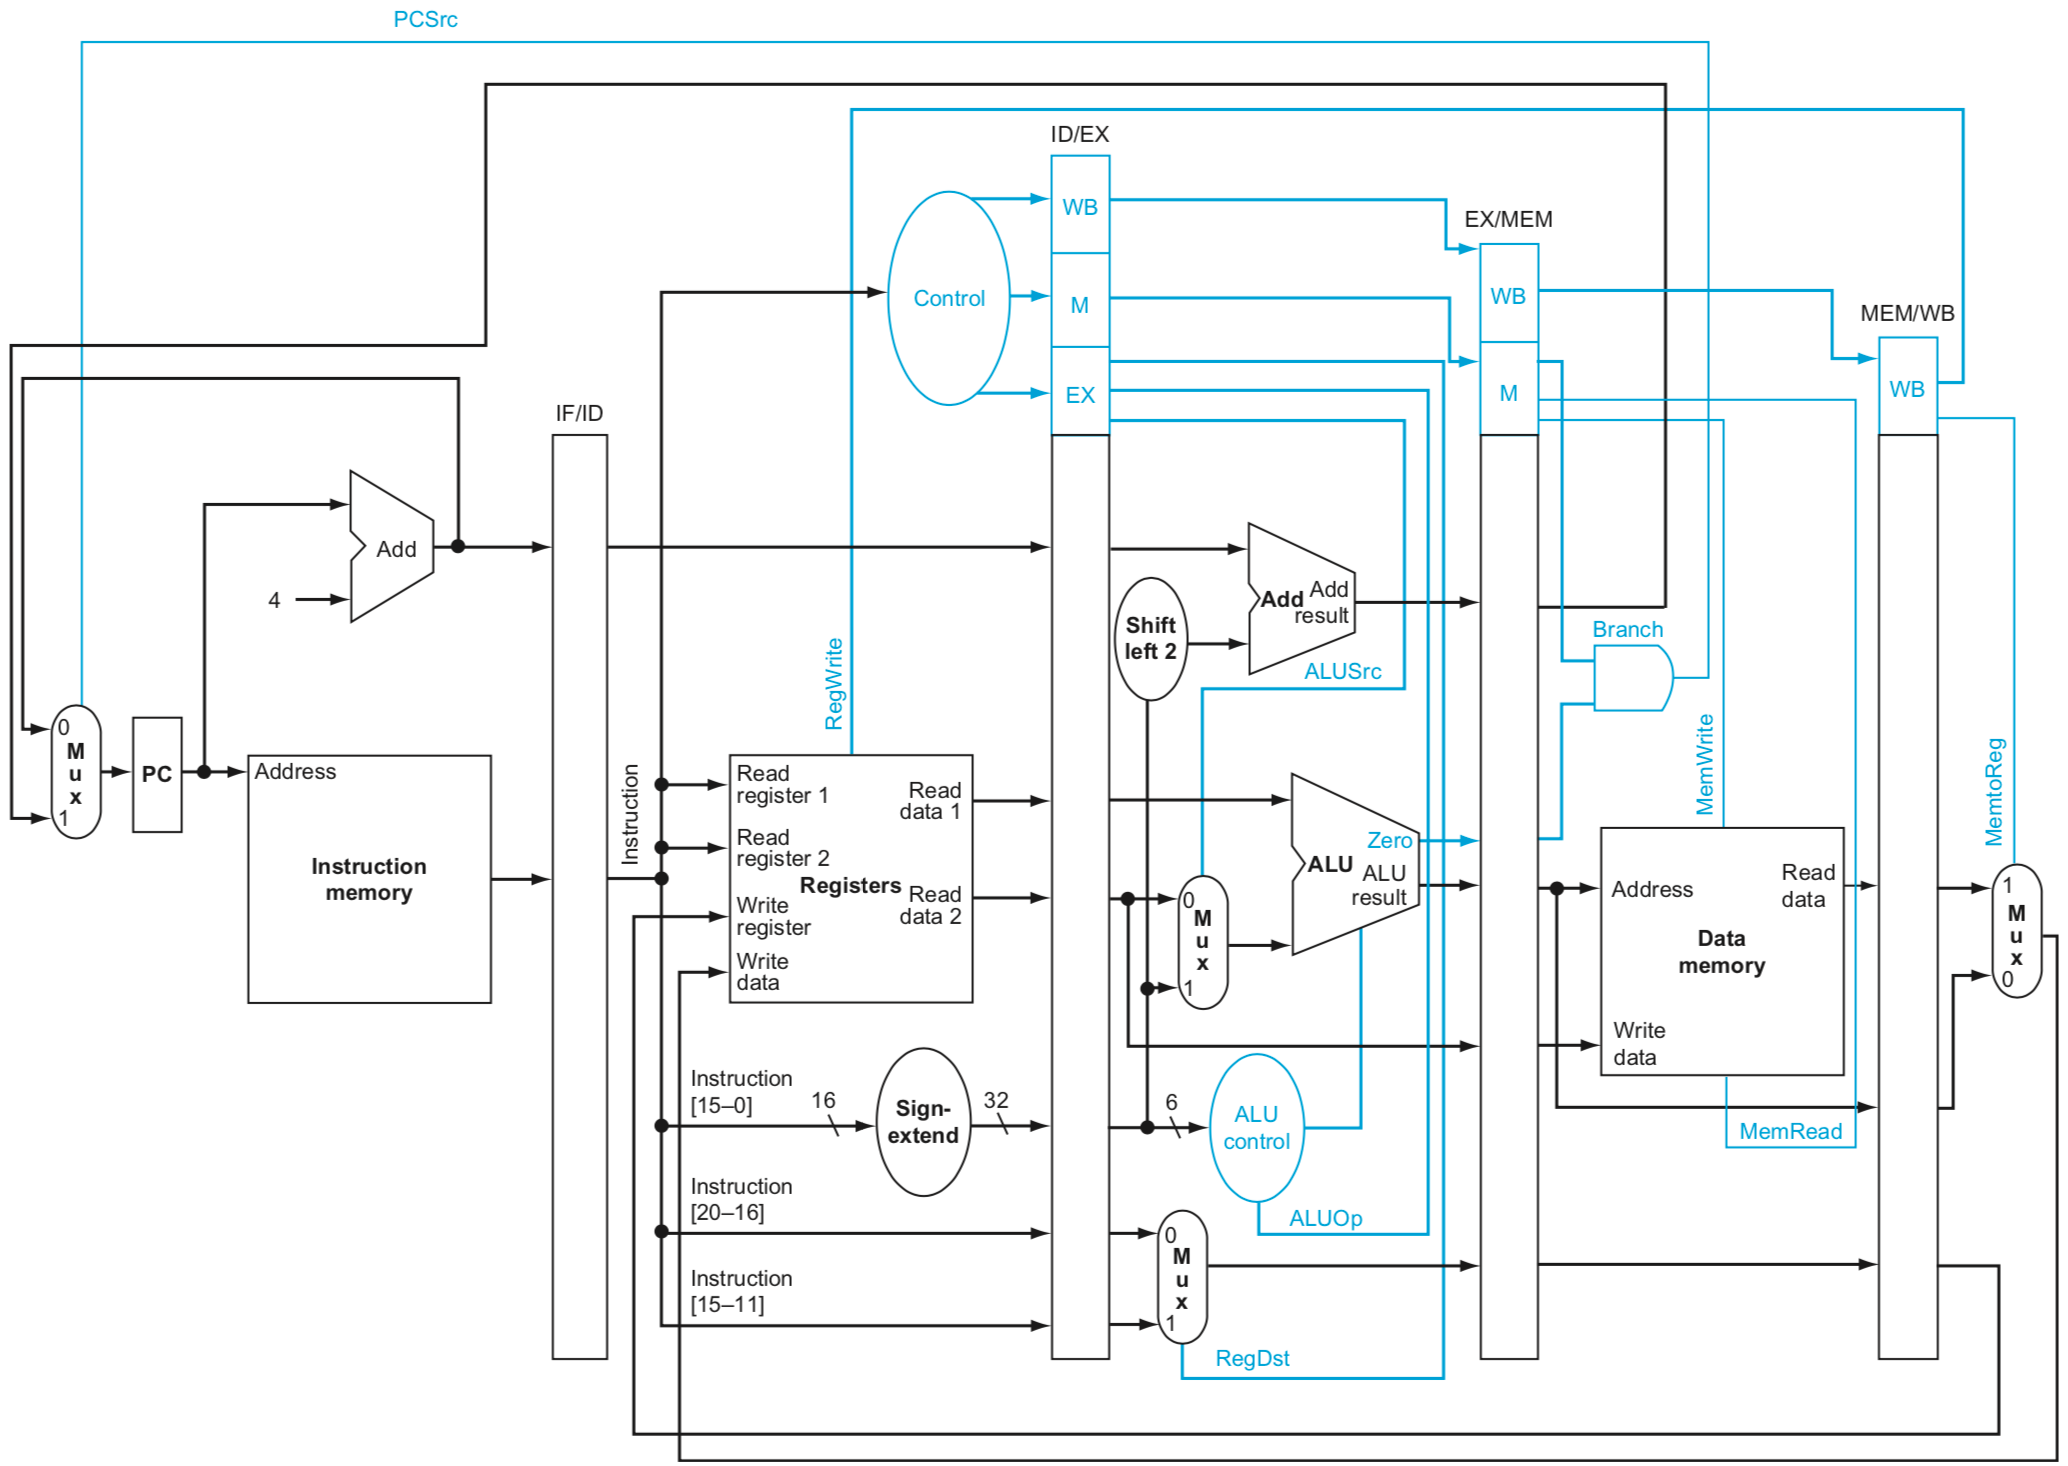 PCSrc
ID/EX
WB
EX/MEM
Control
M
WB
MEM/WB
EX
M
WB
IF/ID
Add
4
Add
Add
result
Shift
left 2
Branch
ALUSrc
RegWrite
MemWrite
MemtoReg
0
M
u
x
1
PC
Address
Instruction
memory
Instruction
Read
register 1
Read
register 2
Write
register
Write
data
Registers
Read
data 1
Read
data 2
0
M
u
x
1
Zero
ALU
ALU
result
Address
Read
data
Data
memory
Write
data
1
M
u
x
0
Instruction
[15–0]
16
Sign-
extend
32
6
ALU
control
MemRead
Instruction
[20–16]
ALUOp
0
M
u
x
1
Instruction
[15–11]
RegDst